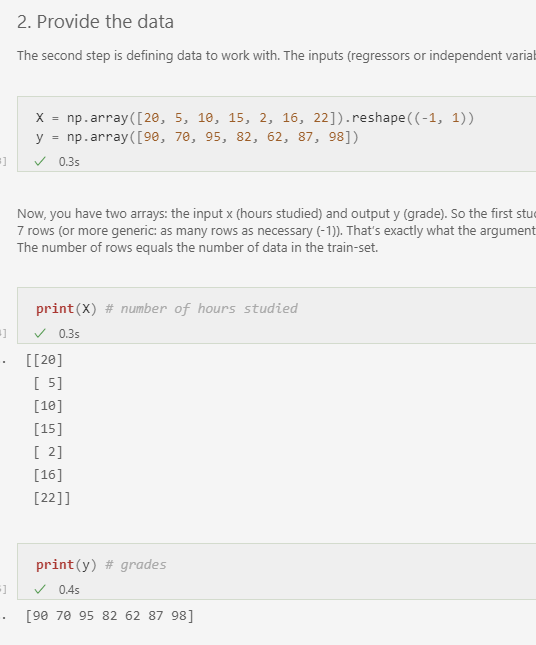 2. Provide the data
The second step is defining data to work with. The inputs (regressors or independent
X = np.array([20, 5, 10, 15, 2, 16, 22]).reshape((-1, 1))
y = np.array([90, 70, 95, 82, 62, 87, 98])
✓ 0.3s
Now, you have two arrays: the input x (hours studied) and output y (grade). So the first
7 rows (or more generic: as many rows as necessary (-1)). That's exactly what the argument
The number of rows equals the number of data in the train-set.
print(X) # number of hours studied
✓ 0.3s
[[20]
[ 5]
[10]
[15]
[ 2]
[16]
[22]]
print(y) # grades
✓ 0.4s
[90 70 95 82 62 87 98]